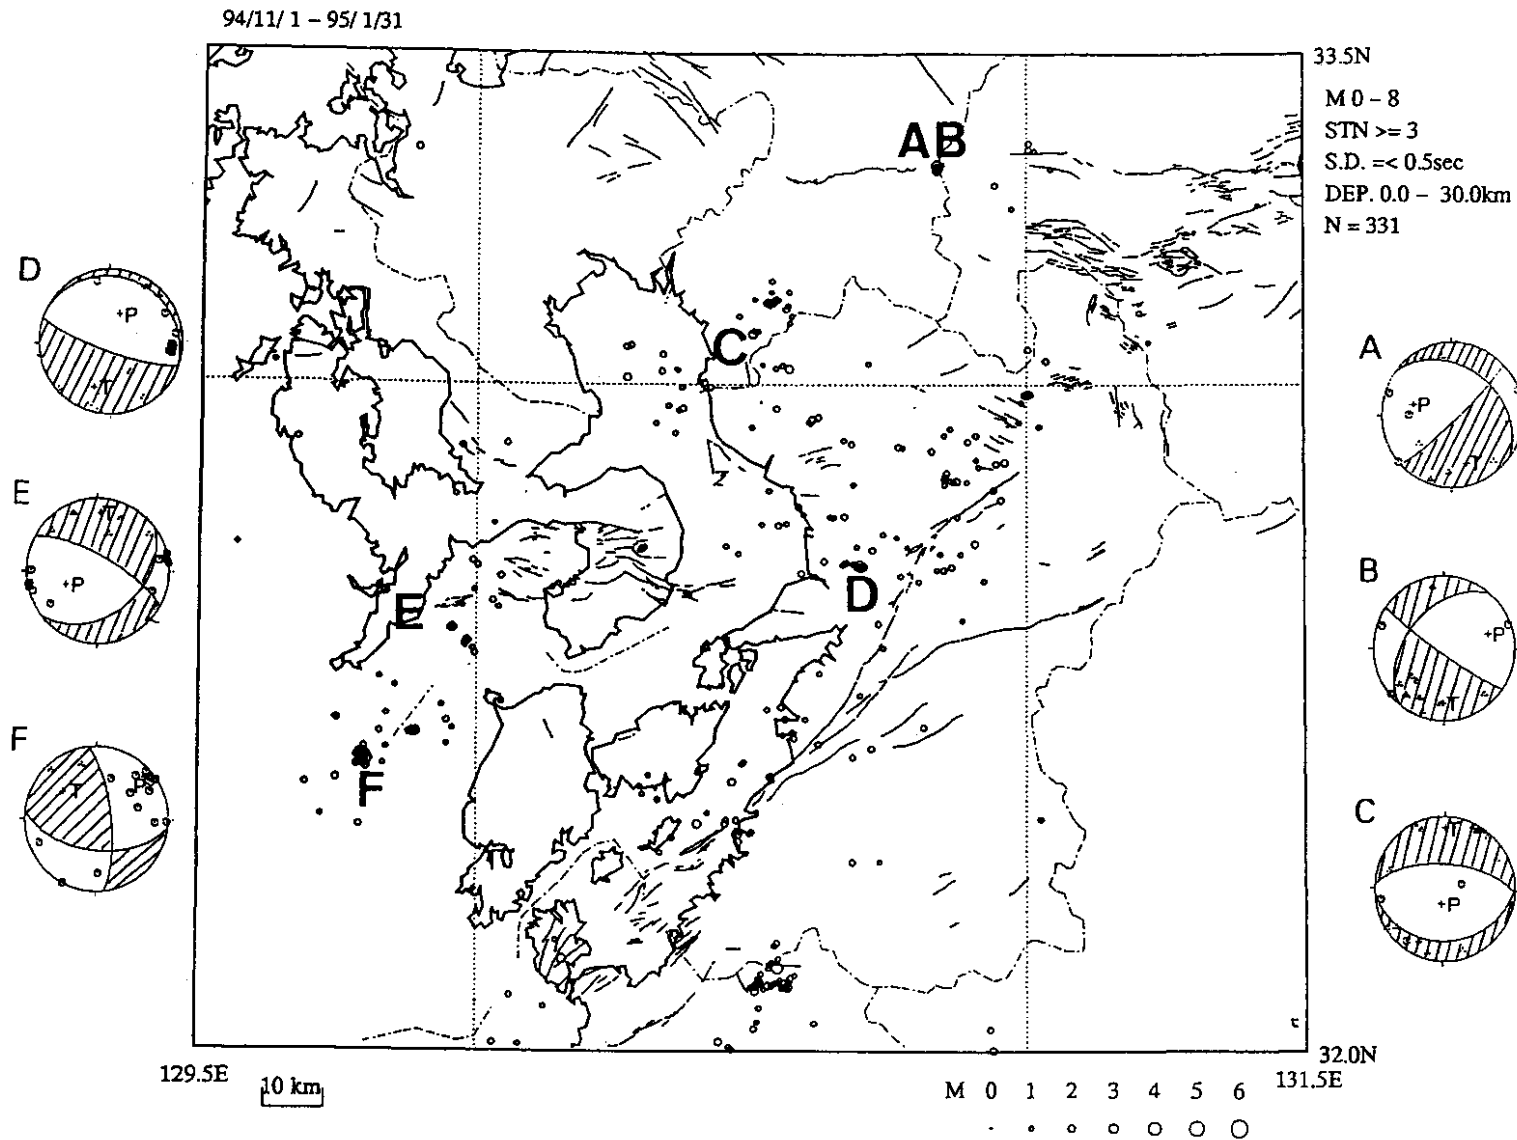 94/11/ 1 – 95/ 1/31
33.5N
M 0 – 8
STN >= 3
S.D. =< 0.5sec
DEP. 0.0 – 30.0km
N = 331
AB
D
+P
+T
C
A
+P
T
E
+T
+P
D
B
+P
+T
E
F
T
P
F
C
+T
+P
32.0N
129.5E
131.5E
10 km
M 0 1 2 3 4 5 6